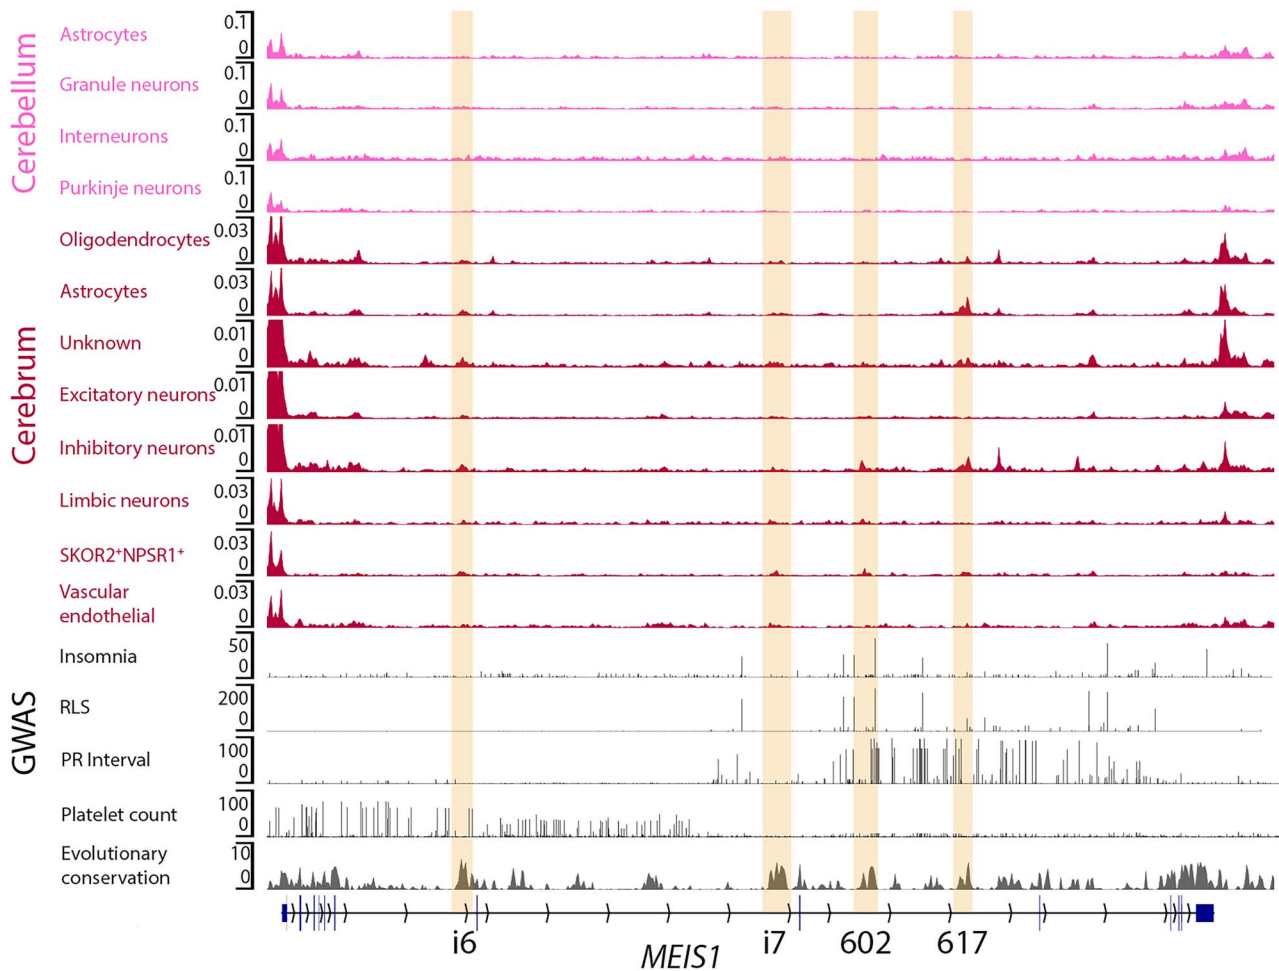 Cerebellum
Astrocytes
0.1
0
Granule neurons
0.1
0
Interneurons
0.1
0
Purkinje neurons
0.1
0
Cerebrum
Oligodendrocytes
0.03
0
Astrocytes
0.03
0
Unknown
0.01
0
Excitatory neurons
0.01
0
Inhibitory neurons
0.01
0
Limbic neurons
0.03
0
SKOR2⁺NPSR1⁺
0.03
0
Vascular
endothelial
0.03
0
GWAS
Insomnia
50
0
RLS
200
0
PR Interval
100
0
Platelet count
100
0
Evolutionary
conservation
10
0
i6 i7 602 617
MEIS1